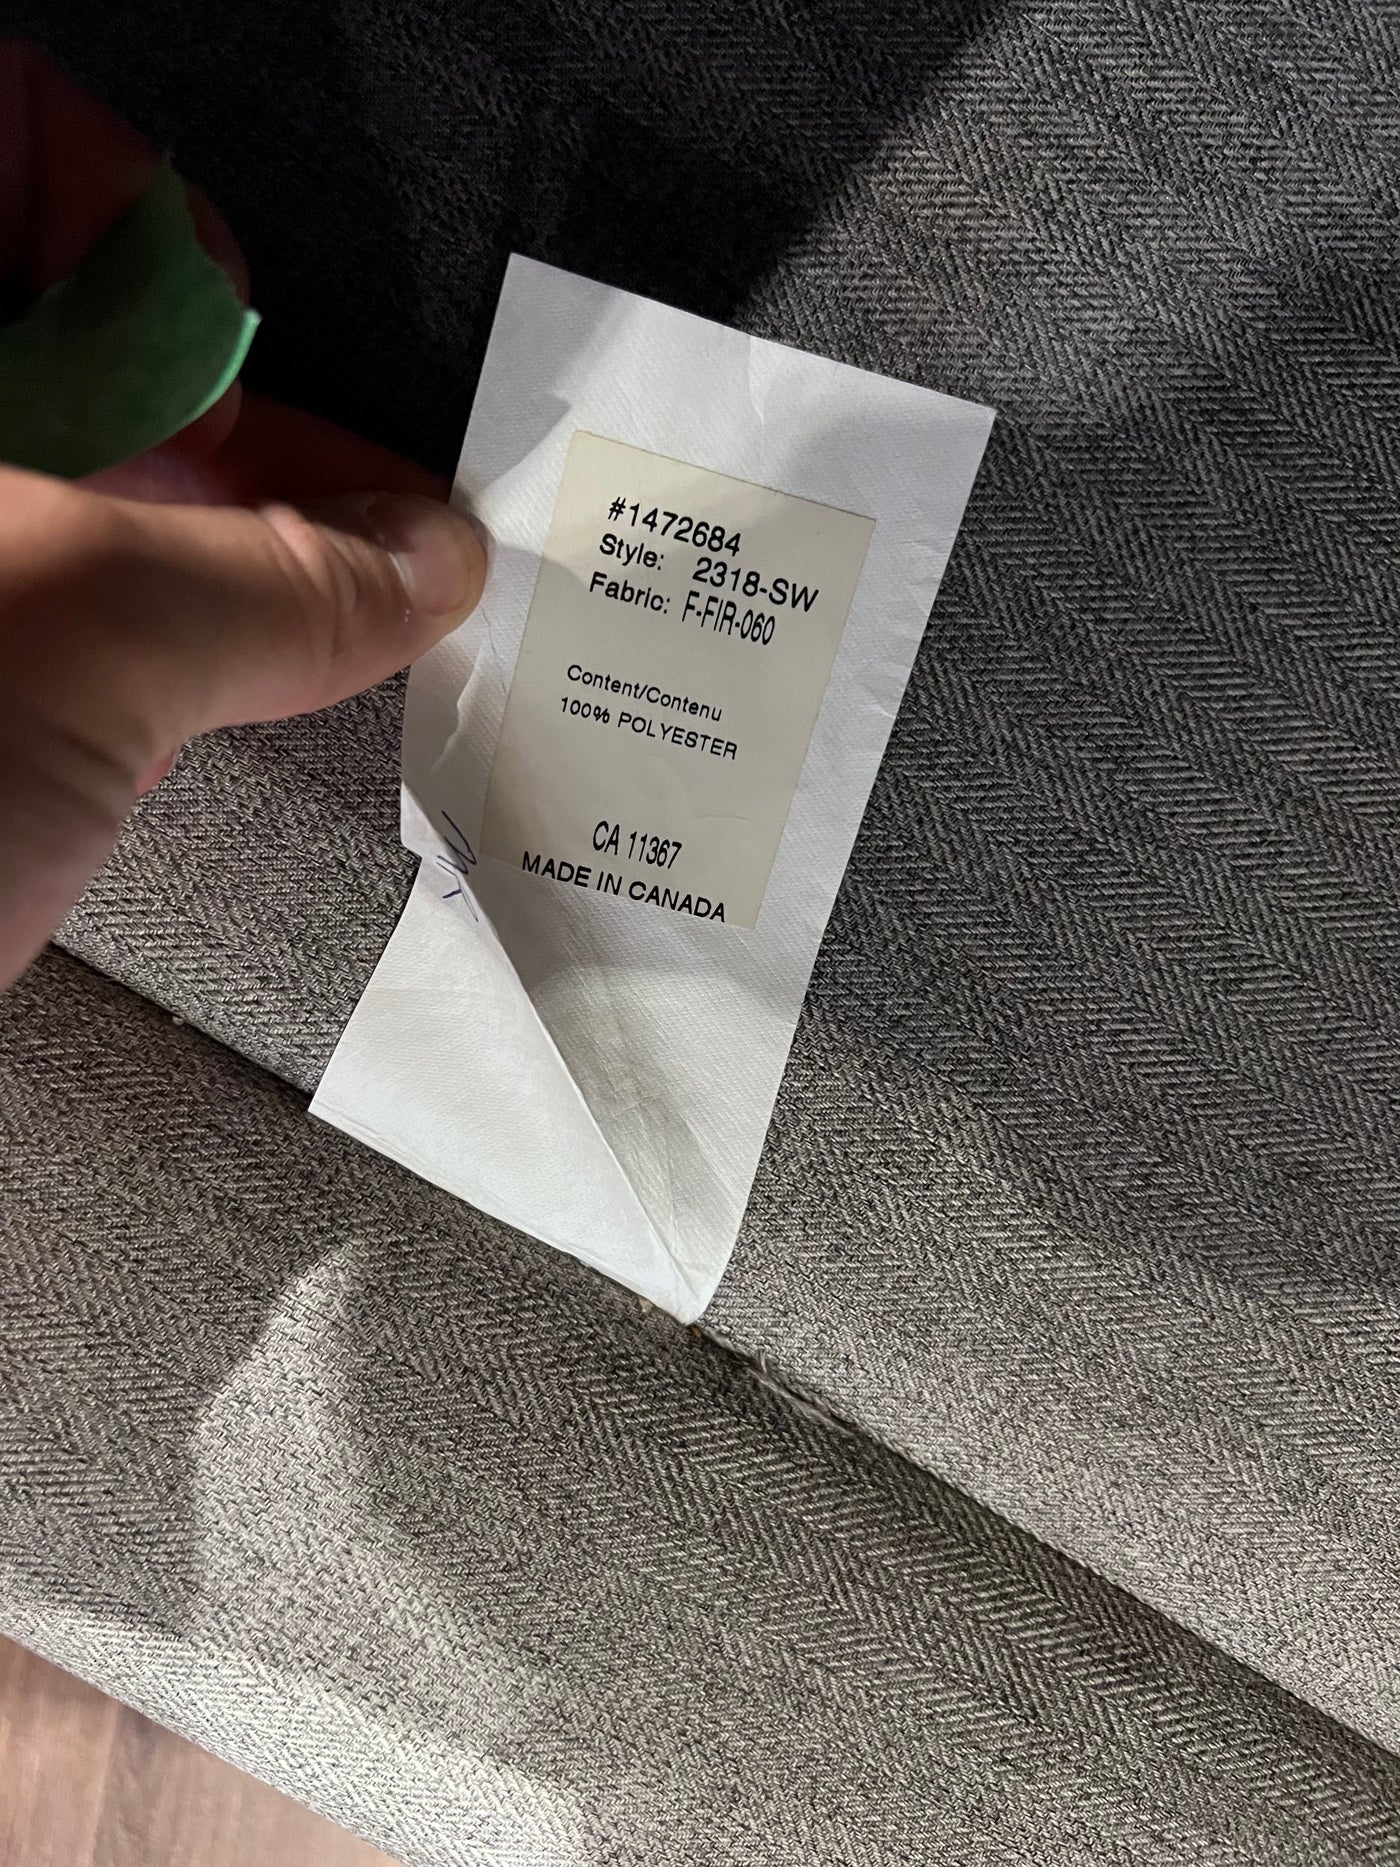 #1472684
Style: 2318-SW
Fabric: F-FIR-060
Content/Contenu
100% POLYESTER
CA 11367
MADE IN CANADA